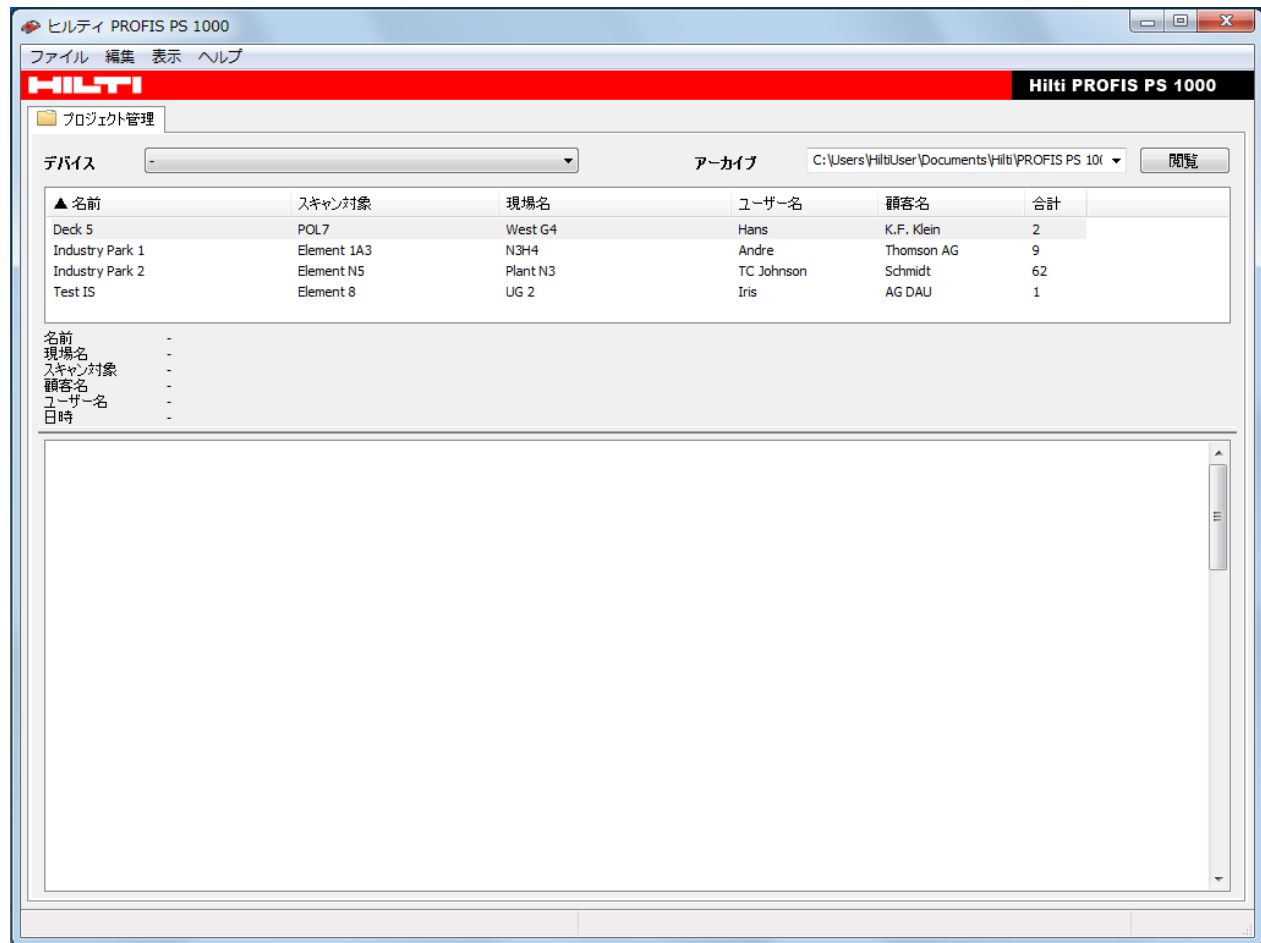 ヒルティ PROFIS PS 1000
ファイル 編集 表示 ヘルプ
HILTI Hilti PROFIS PS 1000
プロジェクト管理
デバイス - アーカイブ C:\Users\HiltiUser\Documents\Hilti\PROFIS PS 10( 閲覧
▲ 名前 スキャン対象 現場名 ユーザー名 顧客名 合計
Deck 5 POL7 West G4 Hans K.F. Klein 2
Industry Park 1 Element 1A3 N3H4 Andre Thomson AG 9
Industry Park 2 Element N5 Plant N3 TC Johnson Schmidt 62
Test IS Element 8 UG 2 Iris AG DAU 1
名前 -
現場名 -
スキャン対象 -
顧客名 -
ユーザー名 -
日時 -